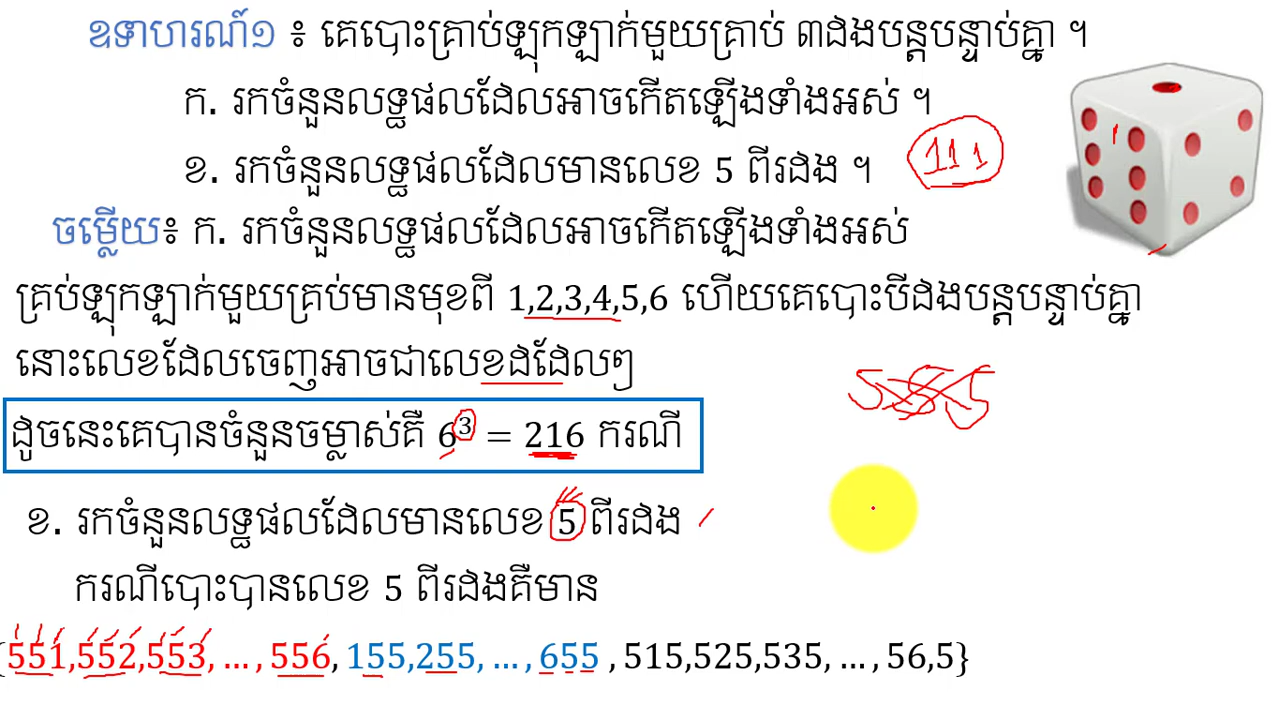 ឧទាហរណ៍១ ៖ គេបោះគ្រាប់ឡុកឡាក់មួយគ្រាប់ ៣ដងបន្តបន្ទាប់គ្នា ។
ក. រកចំនួនលទ្ធផលដែលអាចកើតឡើងទាំងអស់ ។
ខ. រកចំនួនលទ្ធផលដែលមានលេខ 5 ពីរដង ។
111
ចម្លើយ៖ ក. រកចំនួនលទ្ធផលដែលអាចកើតឡើងទាំងអស់
គ្រប់ឡុកឡាក់មួយគ្រប់មានមុខពី 1,2,3,4,5,6 ហើយគេបោះបីដងបន្តបន្ទាប់គ្នា
នោះលេខដែលចេញអាចជាលេខដដែលៗ
555
ដូចនេះគេបានចំនួនចម្លាស់គឺ 6³ = 216 ករណី
ខ. រកចំនួនលទ្ធផលដែលមានលេខ 5 ពីរដង
ករណីបោះបានលេខ 5 ពីរដងគឺមាន
{551,552,553, … , 556, 155,255, … , 655 , 515,525,535, … , 56,5}